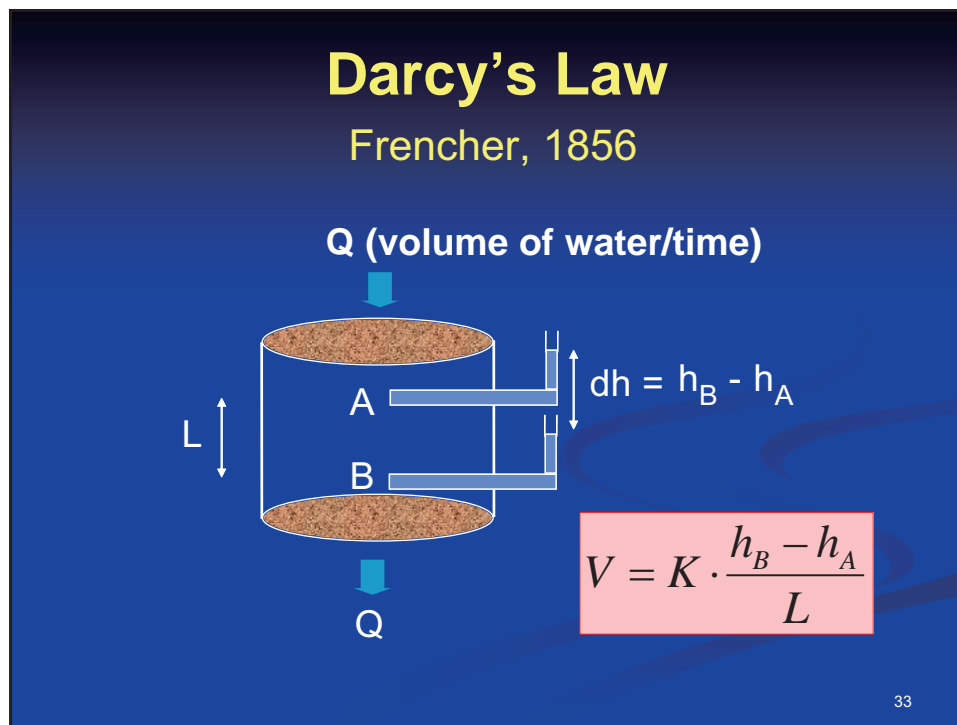 Darcy’s Law
Frencher, 1856
Q (volume of water/time)
A
dh = hB - hA
L
B
V = K · hB − hA / L
Q
33